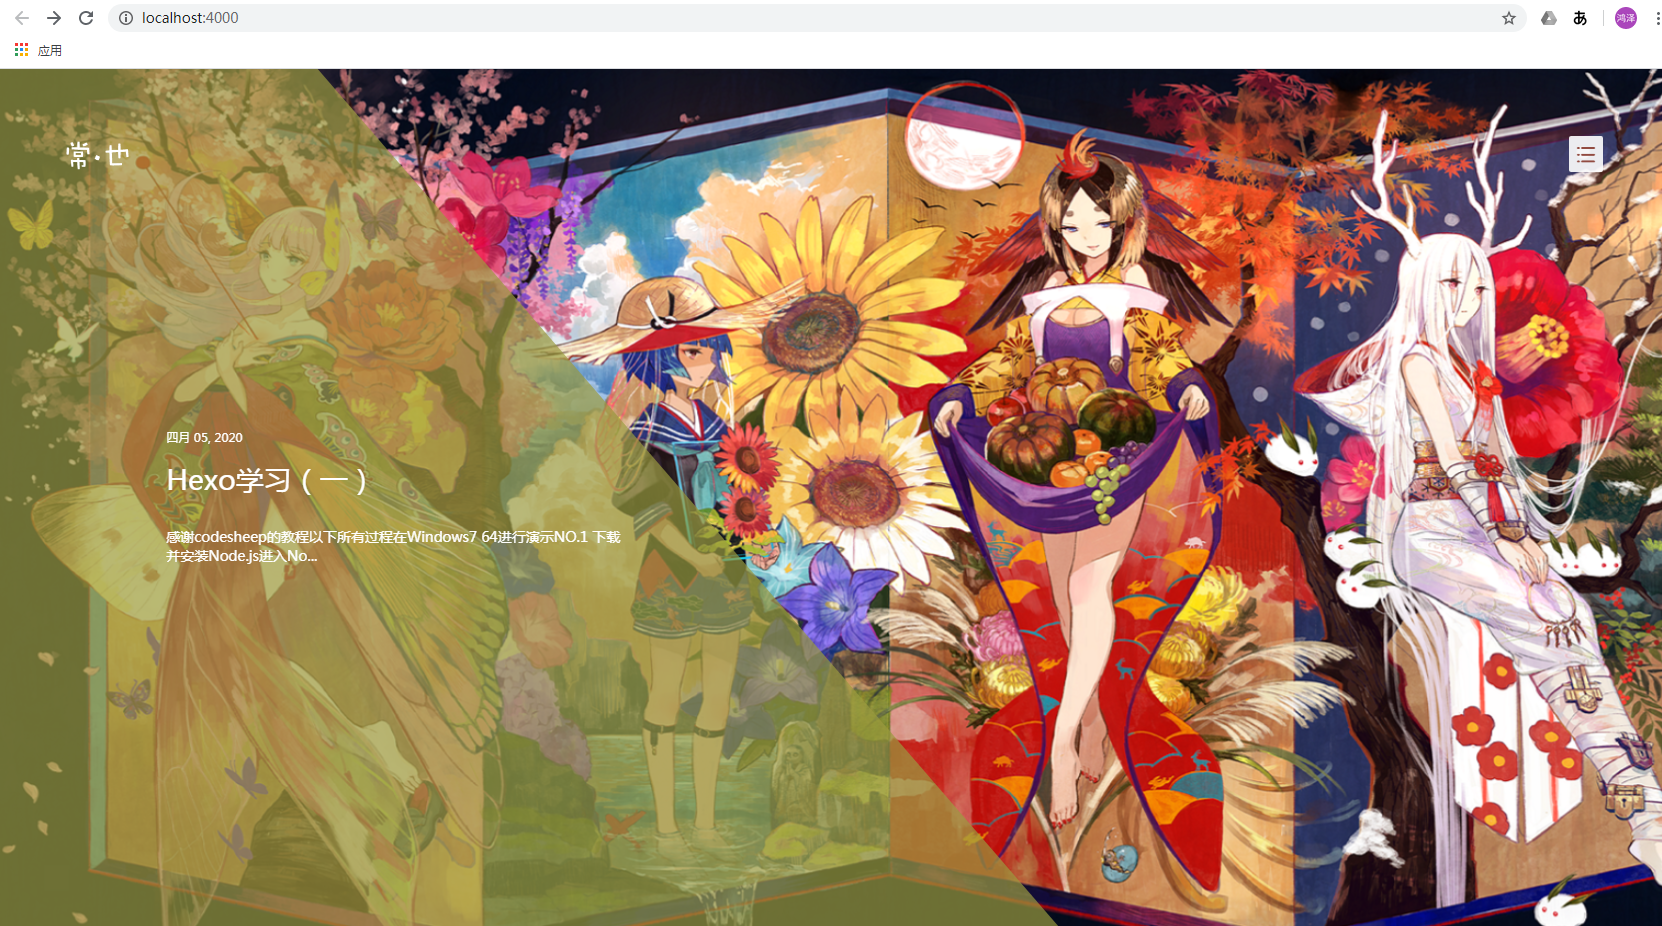 localhost:4000
あ
鸿泽
应用
常·世
四月 05, 2020
Hexo学习（一）
感谢codesheep的教程以下所有过程在Windows7 64进行演示NO.1 下载
并安装Node.js进入No...